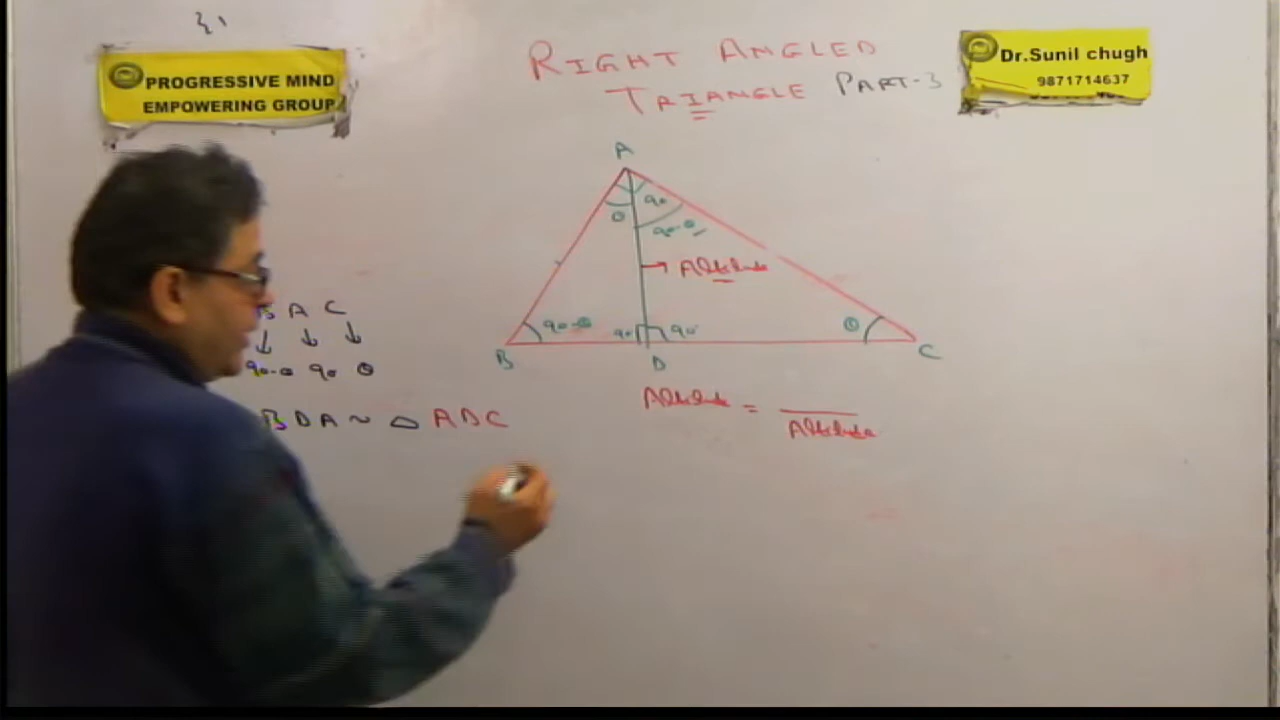 PROGRESSIVE MIND
EMPOWERING GROUP
RIGHT ANGLED
TRIANGLE PART-3
Dr.Sunil chugh
9871714637
A
θ
90
90-θ
→ Altitude
90-θ
90
90°
θ
B
D
C
B A C
↓ ↓ ↓
90-θ 90 θ
BDA ~ △ ADC
Altitude = 
Altitude